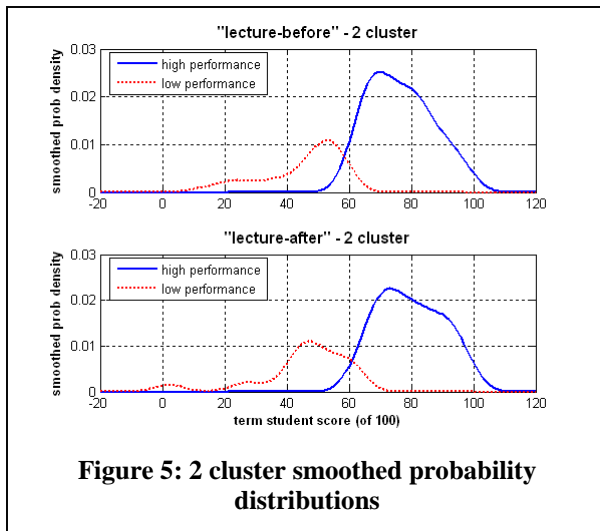 "lecture-before" - 2 cluster
smoothed prob density
0.03
0.02
0.01
0
high performance
low performance
-20 0 20 40 60 80 100 120
"lecture-after" - 2 cluster
smoothed prob density
0.03
0.02
0.01
0
high performance
low performance
-20 0 20 40 60 80 100 120
term student score (of 100)
Figure 5: 2 cluster smoothed probability
distributions